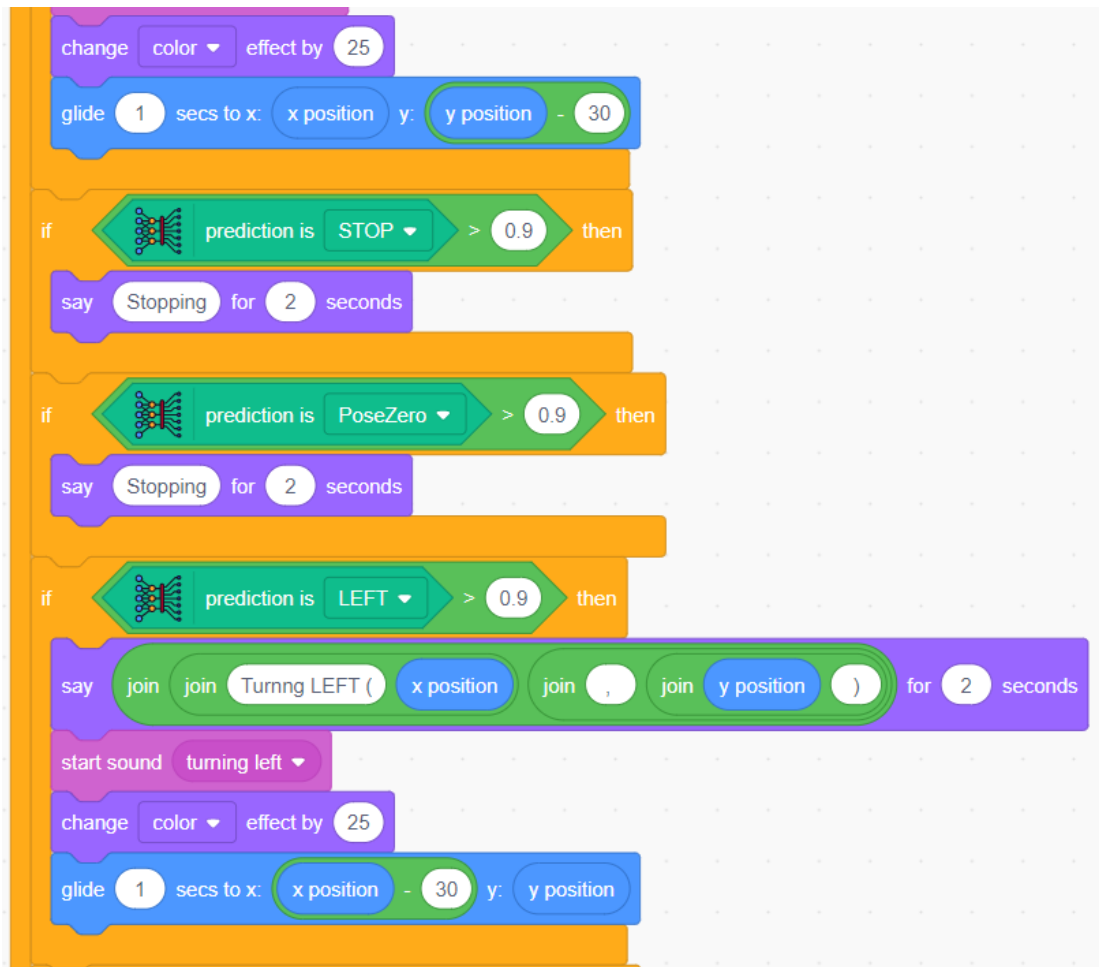 change color effect by 25
glide 1 secs to x: x position y: y position - 30
if prediction is STOP > 0.9 then
say Stopping for 2 seconds
if prediction is PoseZero > 0.9 then
say Stopping for 2 seconds
if prediction is LEFT > 0.9 then
say join join Turnng LEFT ( x position join , join y position ) for 2 seconds
start sound turning left
change color effect by 25
glide 1 secs to x: x position - 30 y: y position